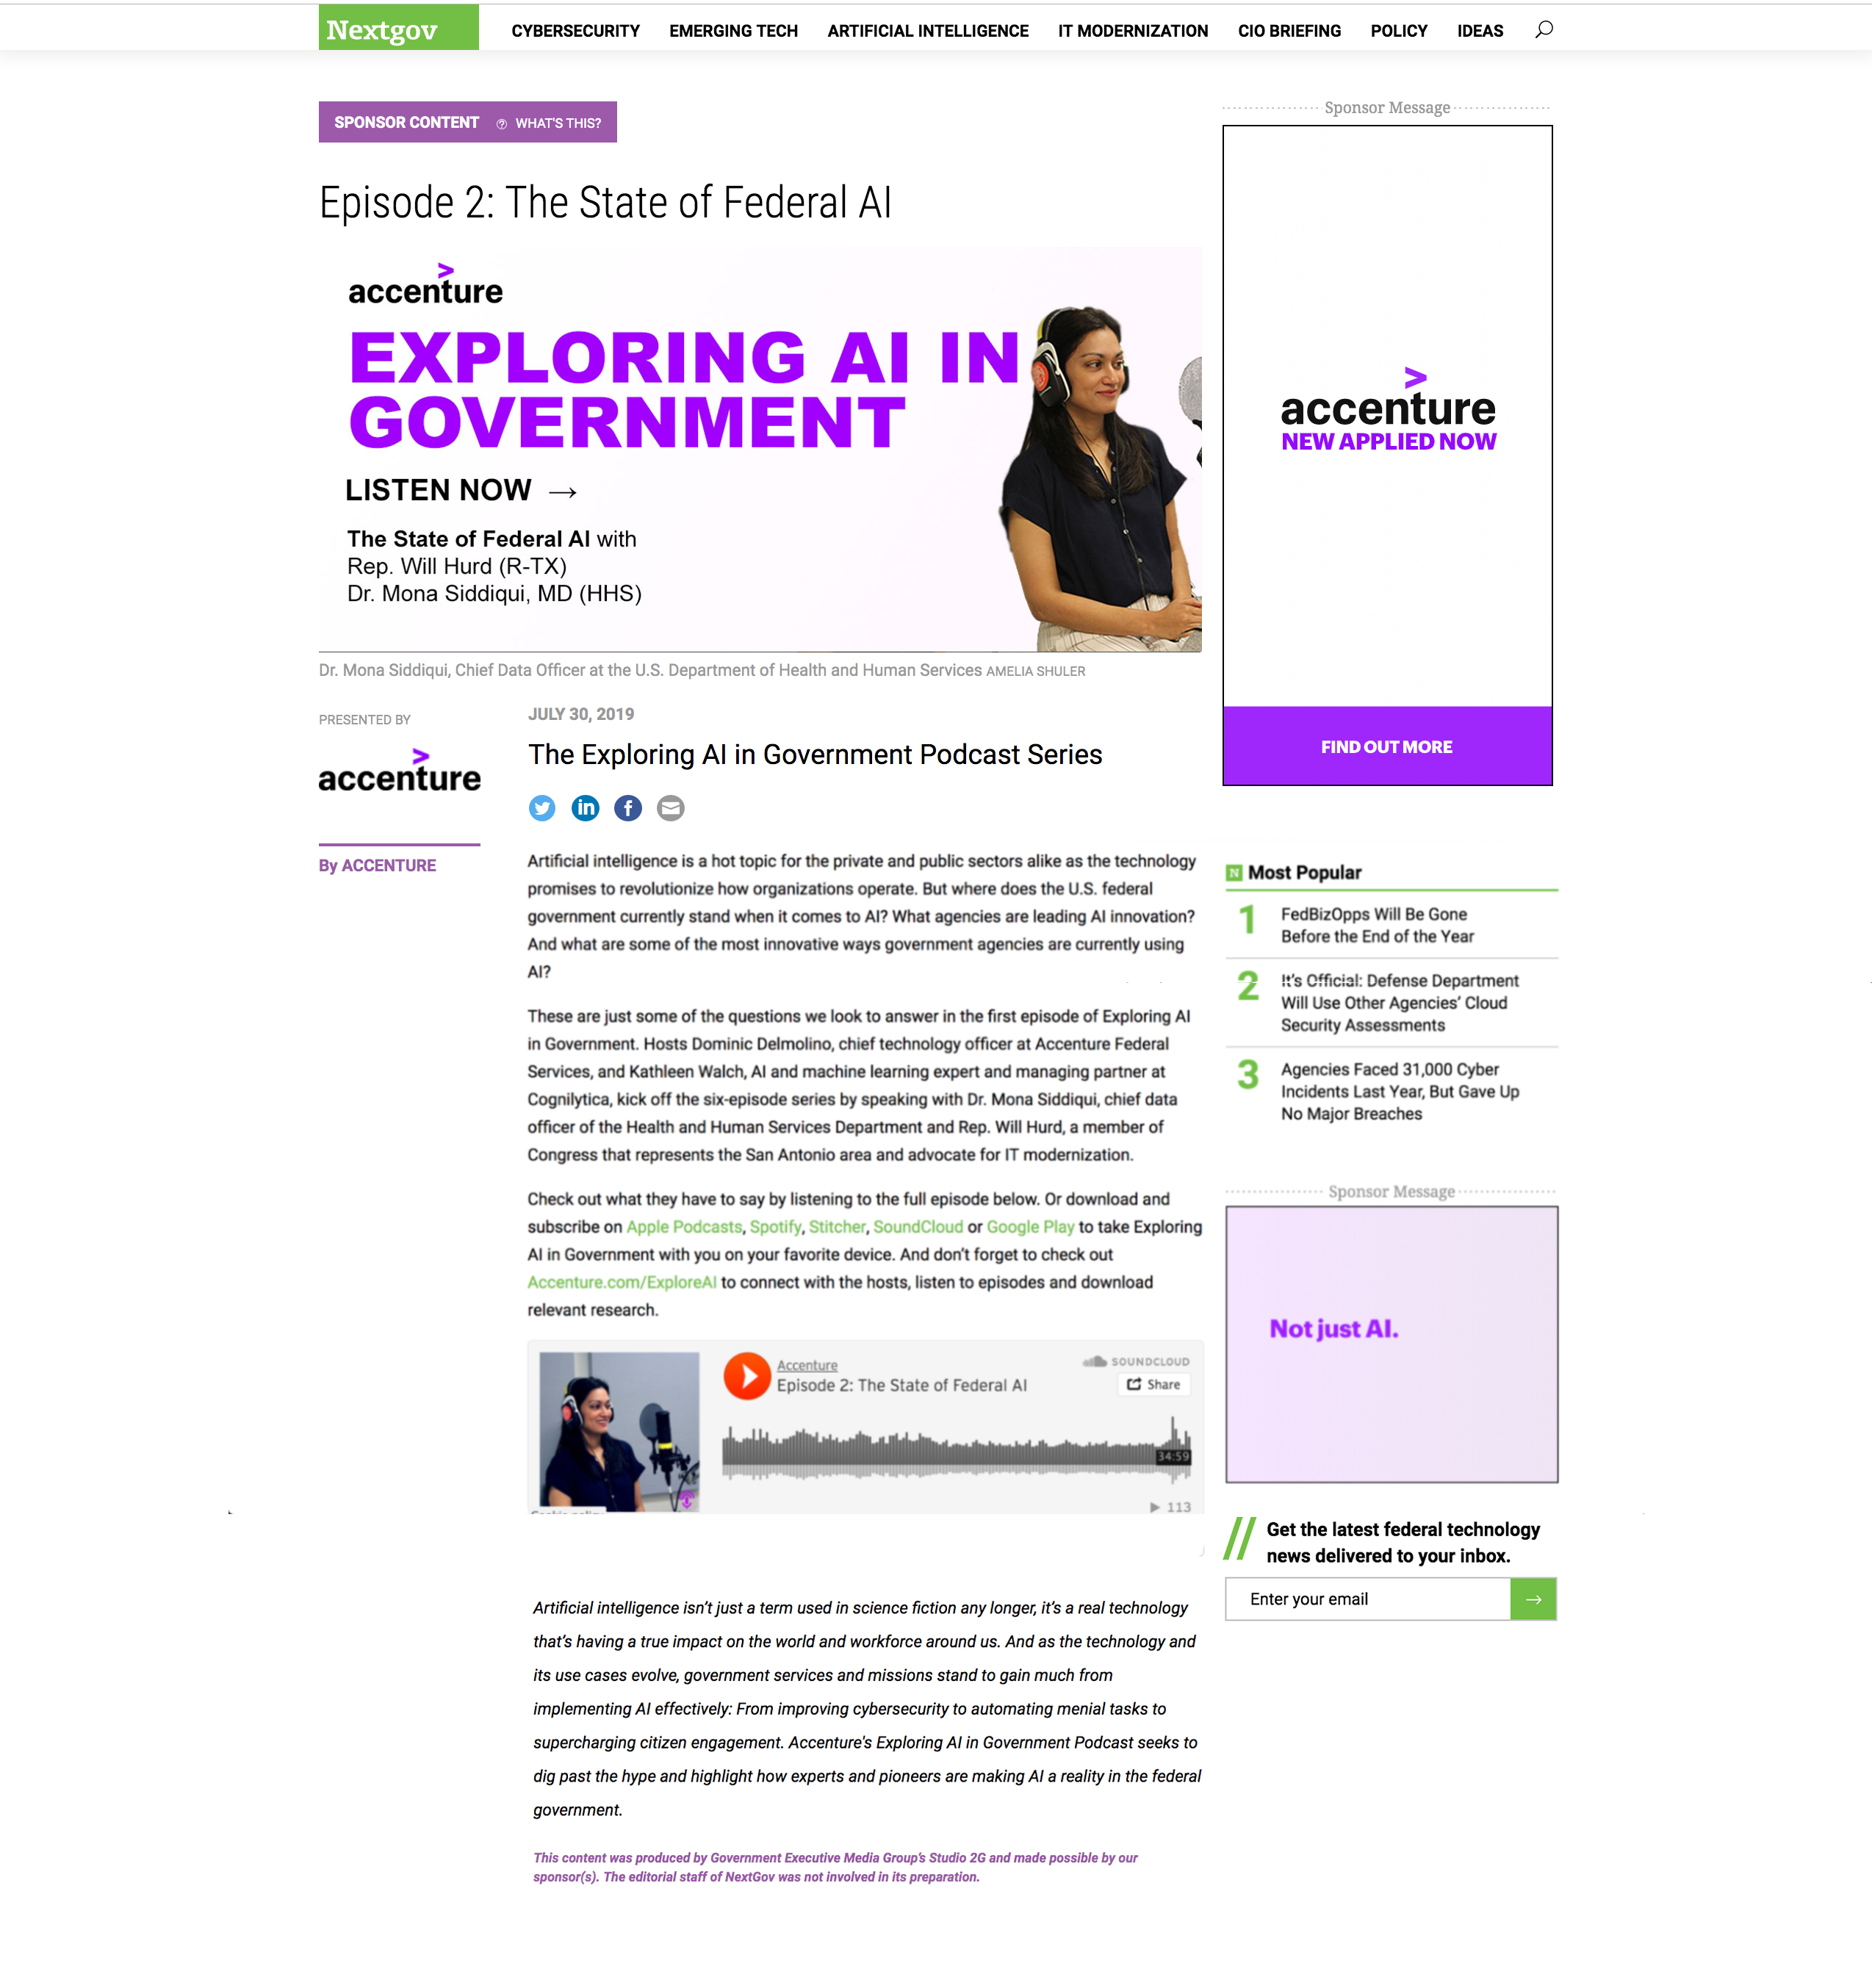 Nextgov
CYBERSECURITY EMERGING TECH ARTIFICIAL INTELLIGENCE IT MODERNIZATION CIO BRIEFING POLICY IDEAS
SPONSOR CONTENT ? WHAT'S THIS?
Episode 2: The State of Federal AI
accenture
EXPLORING AI IN
GOVERNMENT
LISTEN NOW →
The State of Federal AI with
Rep. Will Hurd (R-TX)
Dr. Mona Siddiqui, MD (HHS)
Dr. Mona Siddiqui, Chief Data Officer at the U.S. Department of Health and Human Services AMELIA SHULER
PRESENTED BY
accenture
By ACCENTURE
JULY 30, 2019
The Exploring AI in Government Podcast Series
Artificial intelligence is a hot topic for the private and public sectors alike as the technology
promises to revolutionize how organizations operate. But where does the U.S. federal
government currently stand when it comes to AI? What agencies are leading AI innovation?
And what are some of the most innovative ways government agencies are currently using
AI?
These are just some of the questions we look to answer in the first episode of Exploring AI
in Government. Hosts Dominic Delmolino, chief technology officer at Accenture Federal
Services, and Kathleen Walch, AI and machine learning expert and managing partner at
Cognilytica, kick off the six-episode series by speaking with Dr. Mona Siddiqui, chief data
officer of the Health and Human Services Department and Rep. Will Hurd, a member of
Congress that represents the San Antonio area and advocate for IT modernization.
Check out what they have to say by listening to the full episode below. Or download and
subscribe on Apple Podcasts, Spotify, Stitcher, SoundCloud or Google Play to take Exploring
AI in Government with you on your favorite device. And don't forget to check out
Accenture.com/ExploreAI to connect with the hosts, listen to episodes and download
relevant research.
Accenture
Episode 2: The State of Federal AI
SOUNDCLOUD
Share
34:59
113
Artificial intelligence isn't just a term used in science fiction any longer, it's a real technology
that's having a true impact on the world and workforce around us. And as the technology and
its use cases evolve, government services and missions stand to gain much from
implementing AI effectively: From improving cybersecurity to automating menial tasks to
supercharging citizen engagement. Accenture's Exploring AI in Government Podcast seeks to
dig past the hype and highlight how experts and pioneers are making AI a reality in the federal
government.
This content was produced by Government Executive Media Group's Studio 2G and made possible by our
sponsor(s). The editorial staff of NextGov was not involved in its preparation.
Sponsor Message
accenture
NEW APPLIED NOW
FIND OUT MORE
N Most Popular
1 FedBizOpps Will Be Gone
Before the End of the Year
2 It's Official: Defense Department
Will Use Other Agencies' Cloud
Security Assessments
3 Agencies Faced 31,000 Cyber
Incidents Last Year, But Gave Up
No Major Breaches
Sponsor Message
Not just AI.
Get the latest federal technology
news delivered to your inbox.
Enter your email →